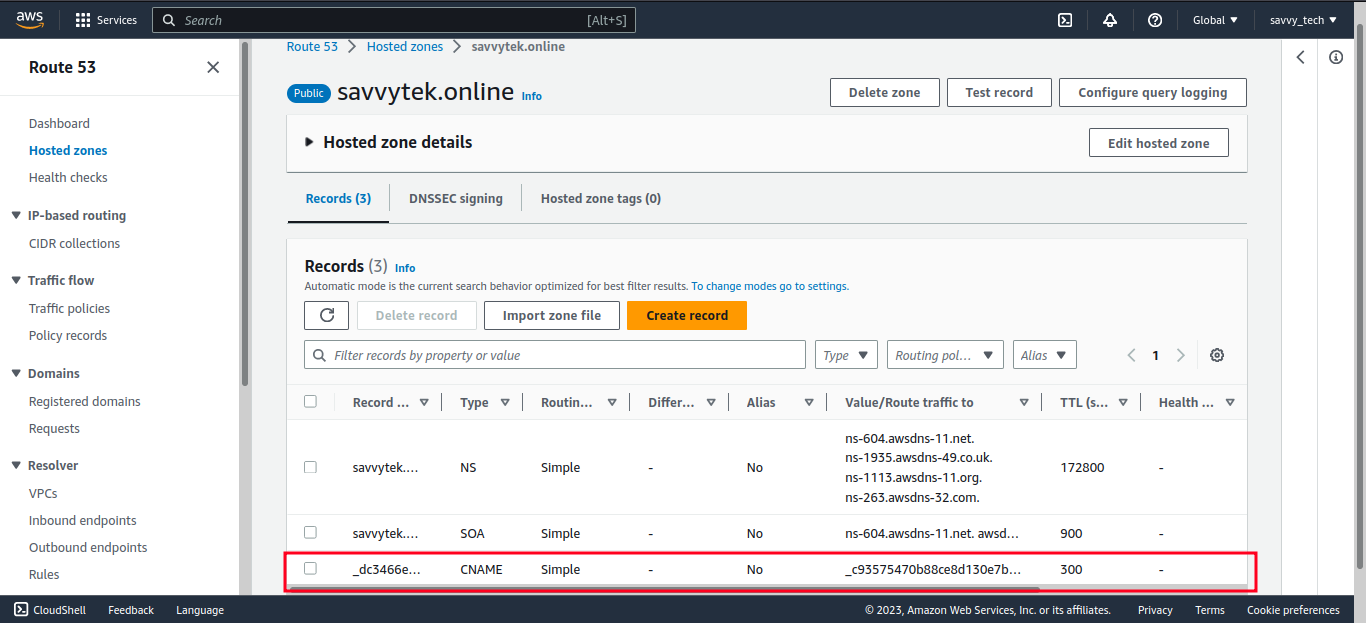 aws
Services
Search
[Alt+S]
Global
savvy_tech
Route 53
Dashboard
Hosted zones
Health checks
IP-based routing
CIDR collections
Traffic flow
Traffic policies
Policy records
Domains
Registered domains
Requests
Resolver
VPCs
Inbound endpoints
Outbound endpoints
Rules
Route 53 > Hosted zones > savvytek.online
Public savvytek.online Info
Delete zone
Test record
Configure query logging
Hosted zone details
Edit hosted zone
Records (3)
DNSSEC signing
Hosted zone tags (0)
Records (3) Info
Automatic mode is the current search behavior optimized for best filter results. To change modes go to settings.
Delete record
Import zone file
Create record
Filter records by property or value
Type
Routing pol...
Alias
1
Record ... Type Routin... Differ... Alias Value/Route traffic to TTL (s... Health ...
savvytek.... NS Simple - No ns-604.awsdns-11.net. 172800 -
ns-1935.awsdns-49.co.uk.
ns-1113.awsdns-11.org.
ns-263.awsdns-32.com.
savvytek.... SOA Simple - No ns-604.awsdns-11.net. awsd... 900 -
_dc3466e... CNAME Simple - No _c93575470b88ce8d130e7b... 300 -
CloudShell
Feedback
Language
© 2023, Amazon Web Services, Inc. or its affiliates.
Privacy
Terms
Cookie preferences